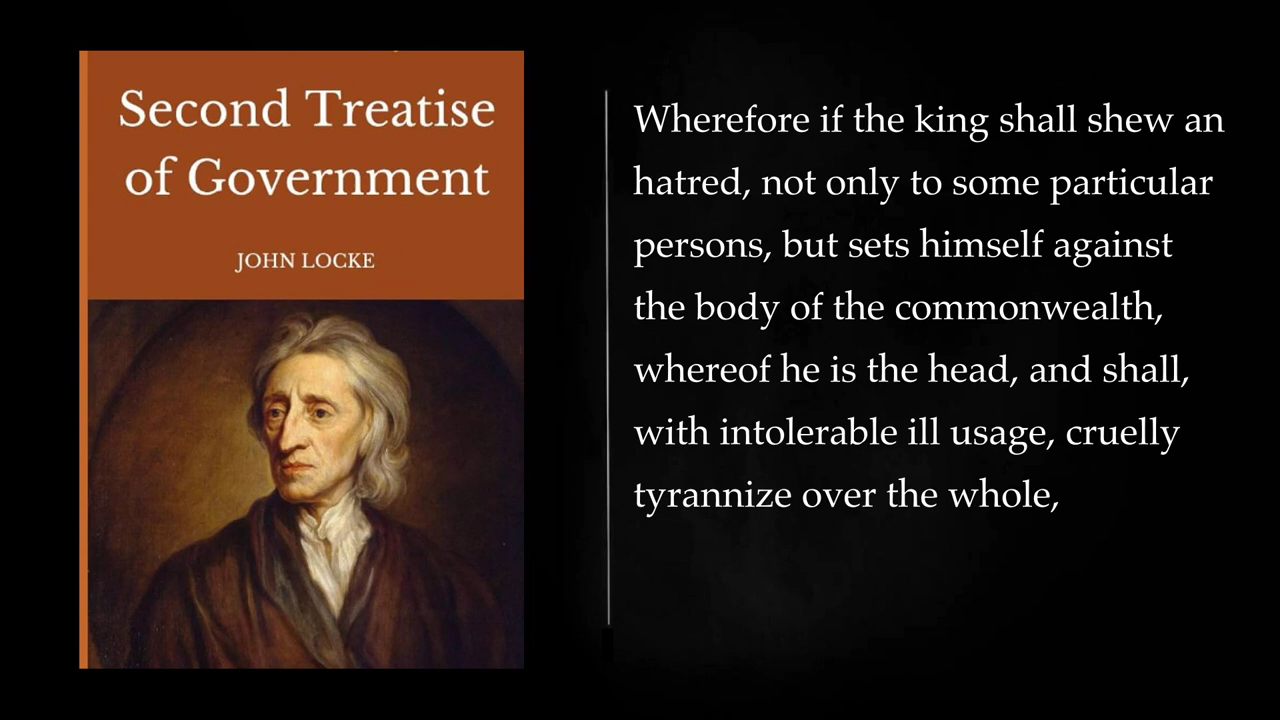 Second Treatise
of Government
JOHN LOCKE
Wherefore if the king shall shew an
hatred, not only to some particular
persons, but sets himself against
the body of the commonwealth,
whereof he is the head, and shall,
with intolerable ill usage, cruelly
tyrannize over the whole,